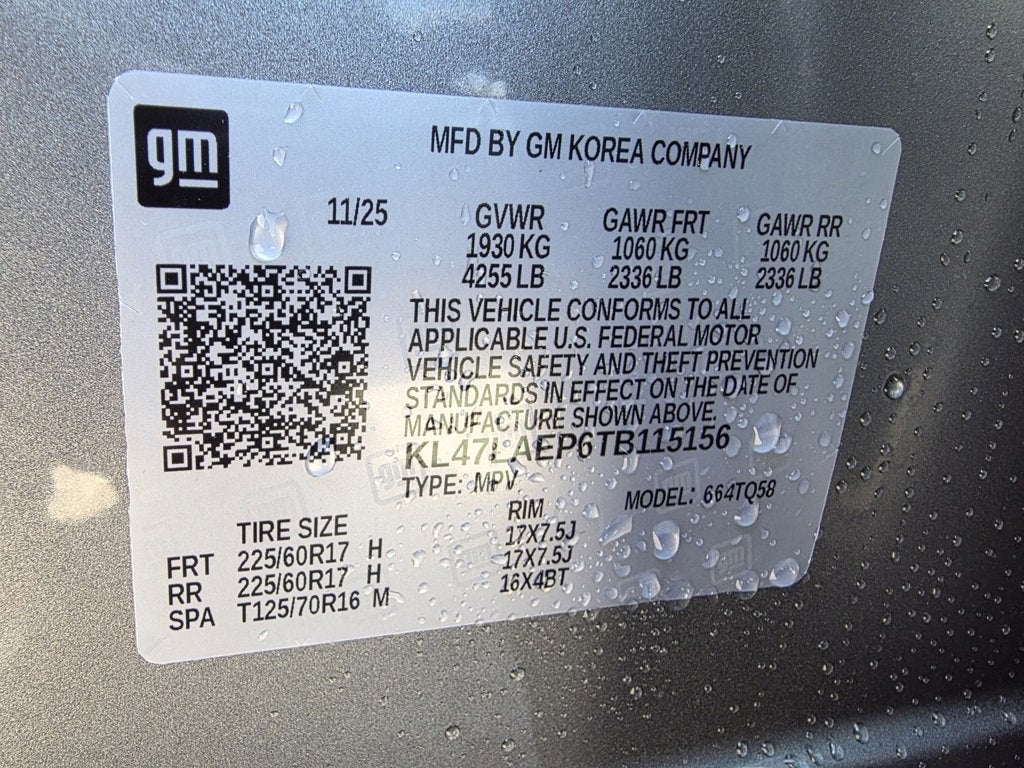 gm
MFD BY GM KOREA COMPANY
11/25 GVWR GAWR FRT GAWR RR
1930 KG 1060 KG 1060 KG
4255 LB 2336 LB 2336 LB
THIS VEHICLE CONFORMS TO ALL
APPLICABLE U.S. FEDERAL MOTOR
VEHICLE SAFETY AND THEFT PREVENTION
STANDARDS IN EFFECT ON THE DATE OF
MANUFACTURE SHOWN ABOVE.
KL47LAEP6TB115156
TYPE: MPV MODEL: 664TQ58
TIRE SIZE RIM
FRT 225/60R17 H 17X7.5J
RR 225/60R17 H 17X7.5J
SPA T125/70R16 M 16X4BT